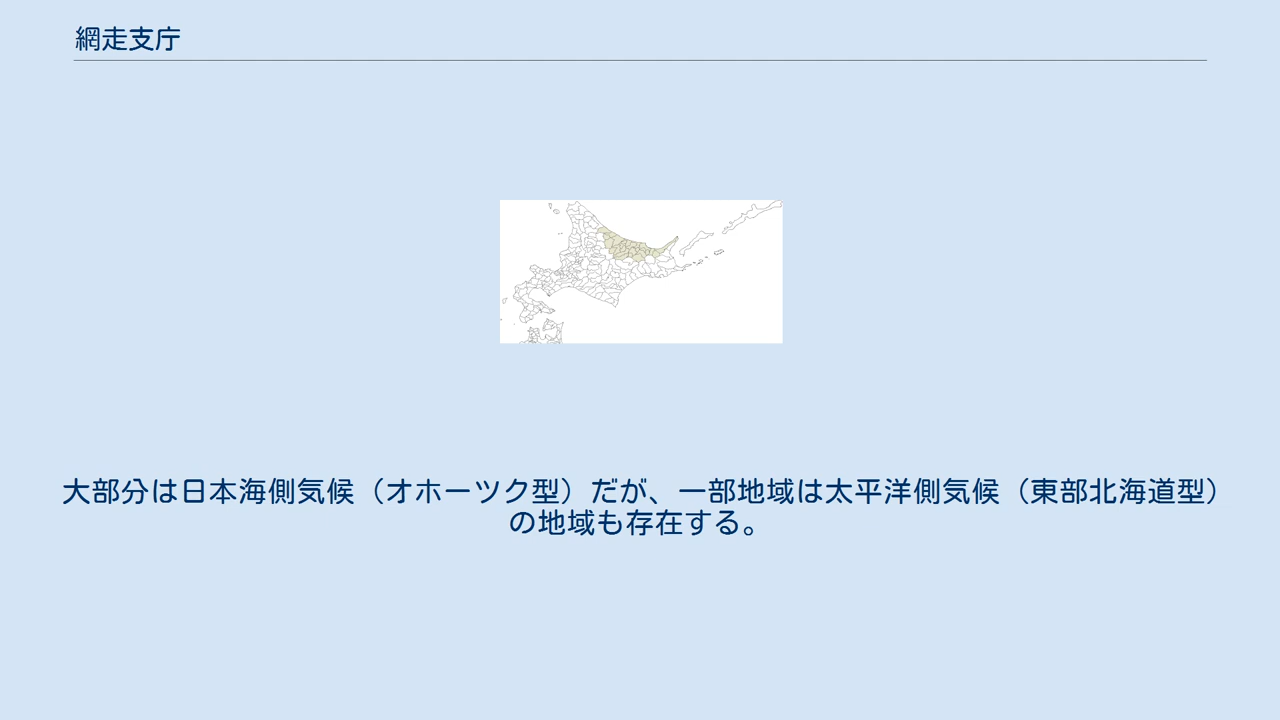 網走支庁
大部分は日本海側気候（オホーツク型）だが、一部地域は太平洋側気候（東部北海道型）
の地域も存在する。